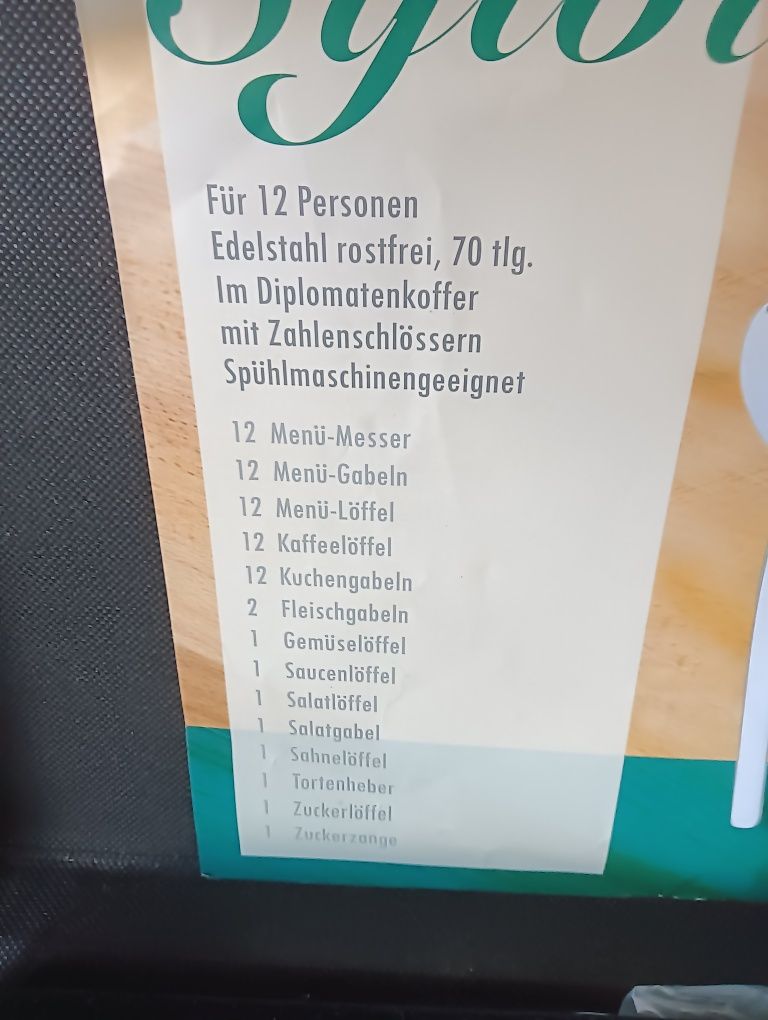 Für 12 Personen
Edelstahl rostfrei, 70 tlg.
Im Diplomatenkoffer
mit Zahlenschlössern
Spühlmaschinengeeignet
12 Menü-Messer
12 Menü-Gabeln
12 Menü-Löffel
12 Kaffeelöffel
12 Kuchengabeln
2 Fleischgabeln
1 Gemüselöffel
1 Saucenlöffel
1 Salatlöffel
1 Salatgabel
1 Sahnelöffel
1 Tortenheber
1 Zuckerlöffel
1 Zuckerzange